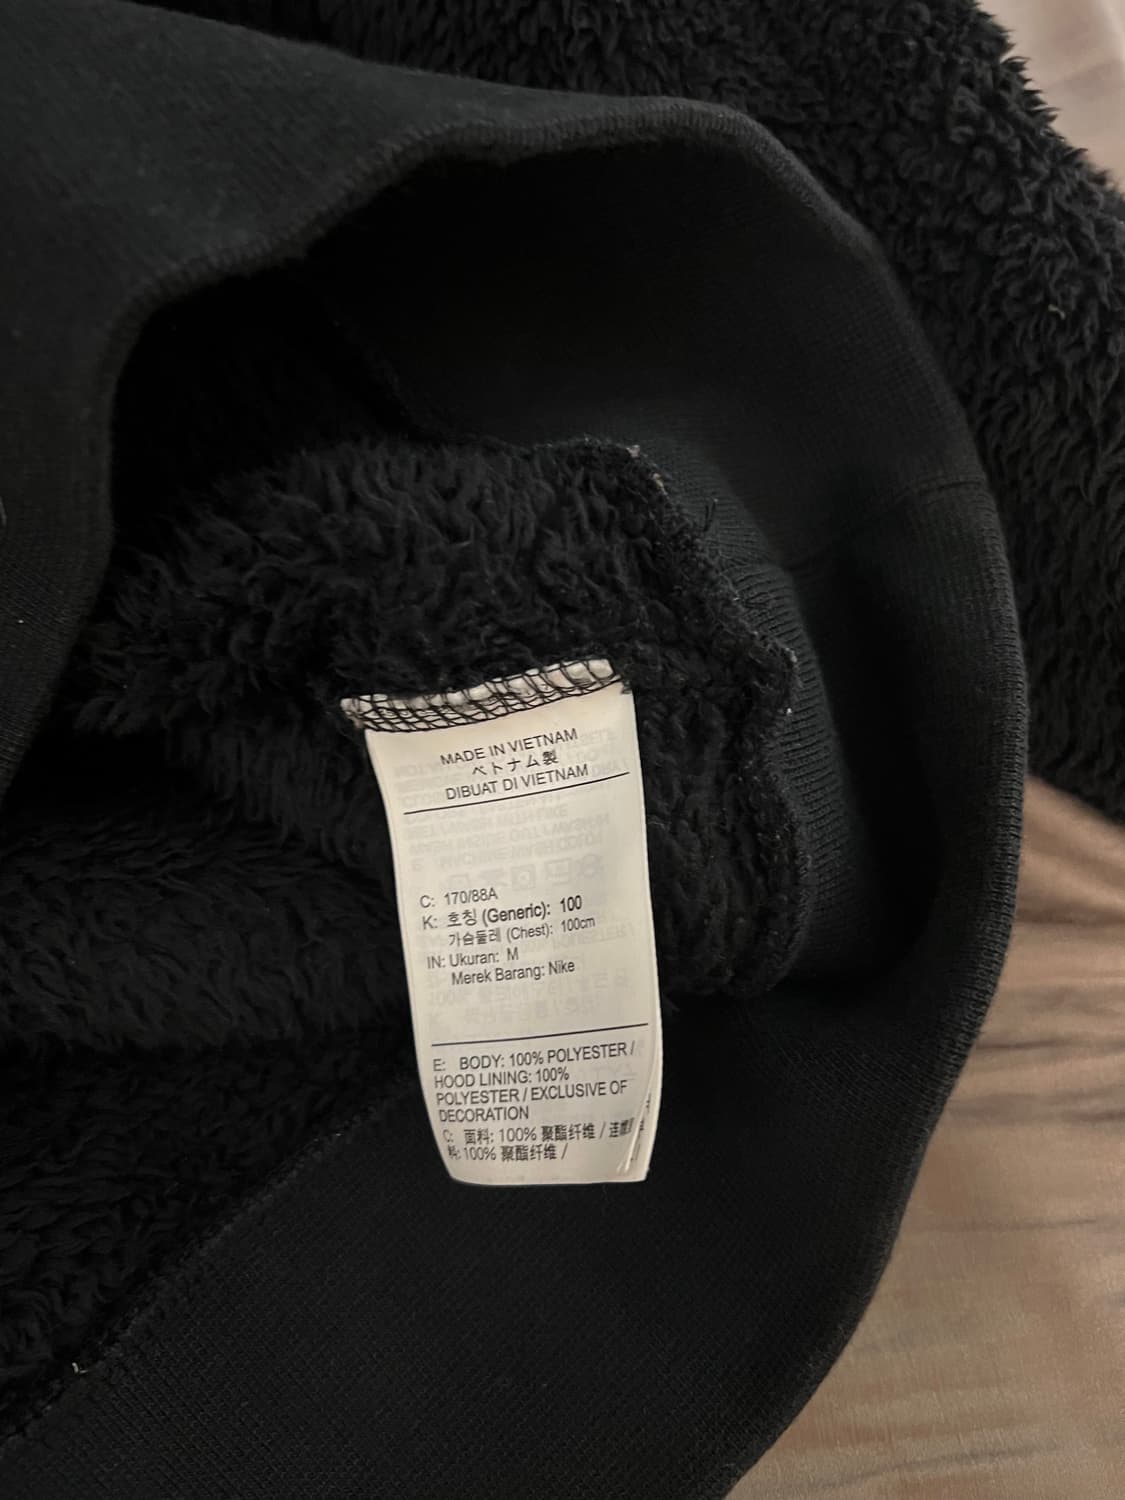 MADE IN VIETNAM
ベトナム製
DIBUAT DI VIETNAM
C: 170/88A
K: 호칭 (Generic): 100
가슴둘레 (Chest): 100cm
IN: Ukuran: M
Merek Barang: Nike
E: BODY: 100% POLYESTER /
HOOD LINING: 100%
POLYESTER / EXCLUSIVE OF
DECORATION
C: 面料: 100% 聚酯纤维 / 连帽
料: 100% 聚酯纤维 /